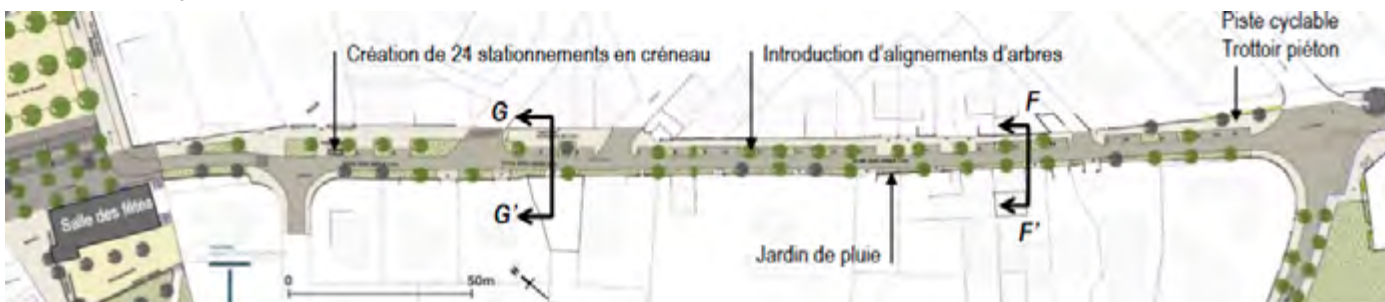 Piste cyclable
Trottoir piéton
Création de 24 stationnements en créneau
Introduction d'alignements d'arbres
G
F
G'
F'
Salle des fêtes
Jardin de pluie
0
50m